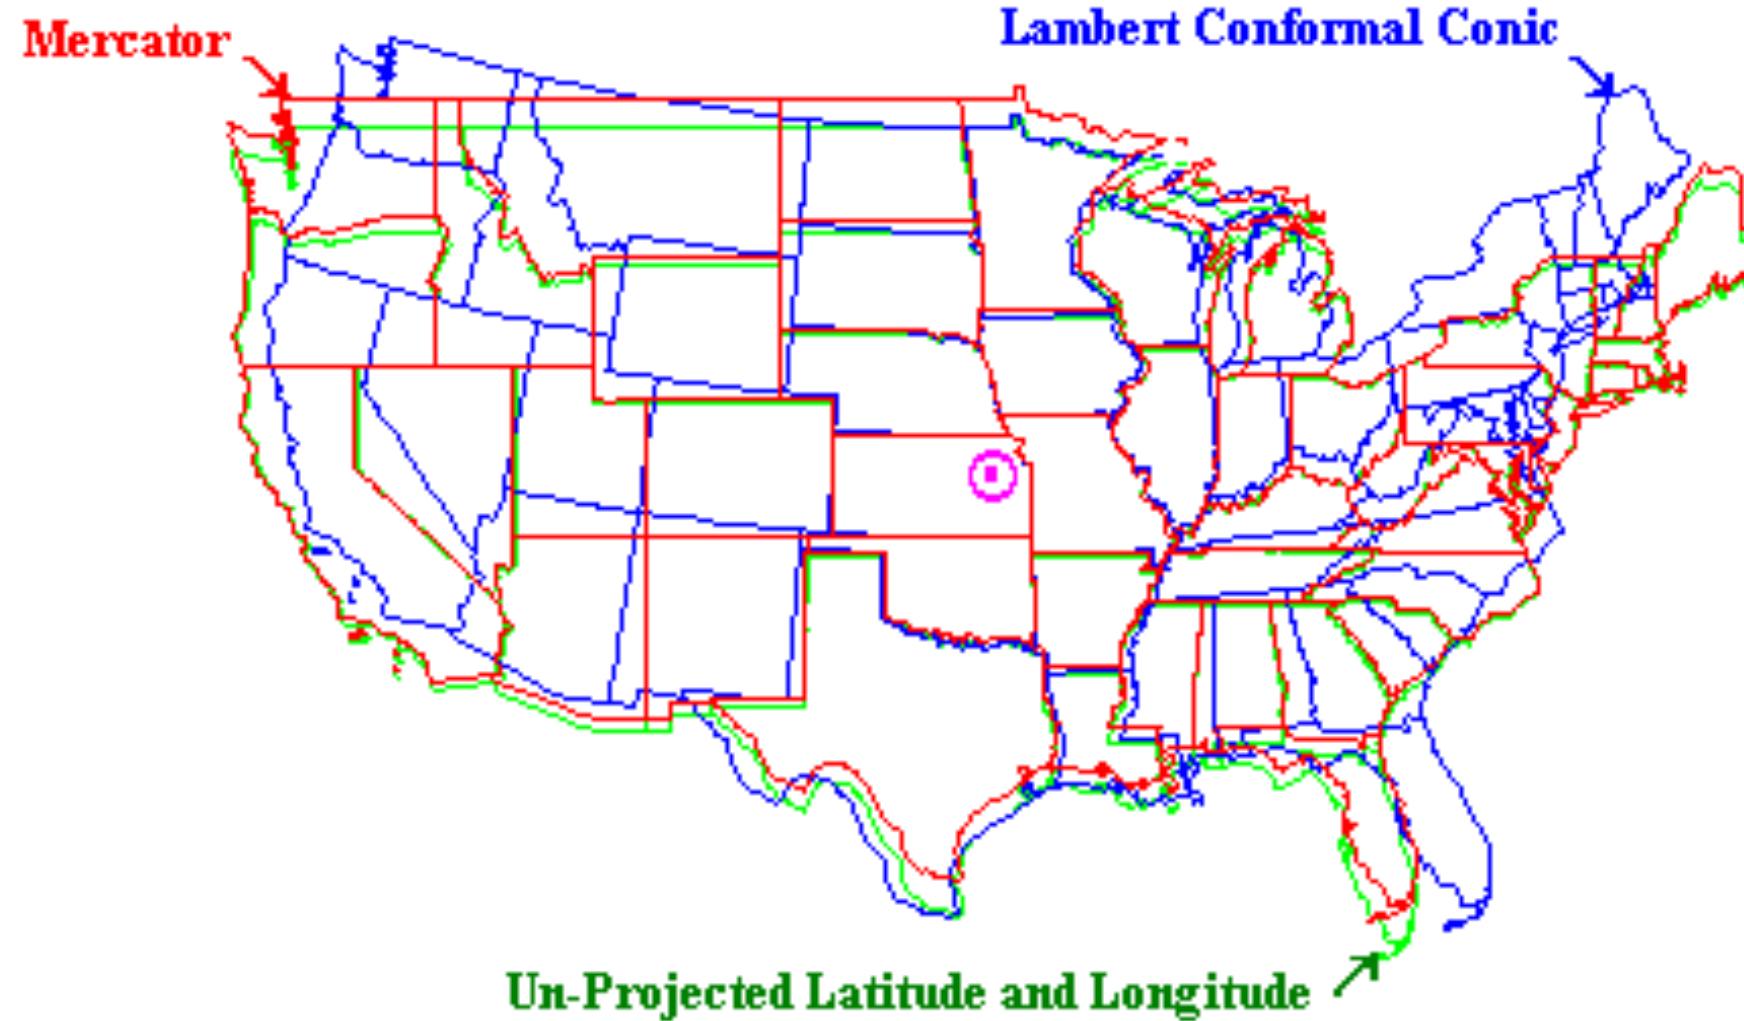 Mercator
Lambert Conformal Conic
Un-Projected Latitude and Longitude